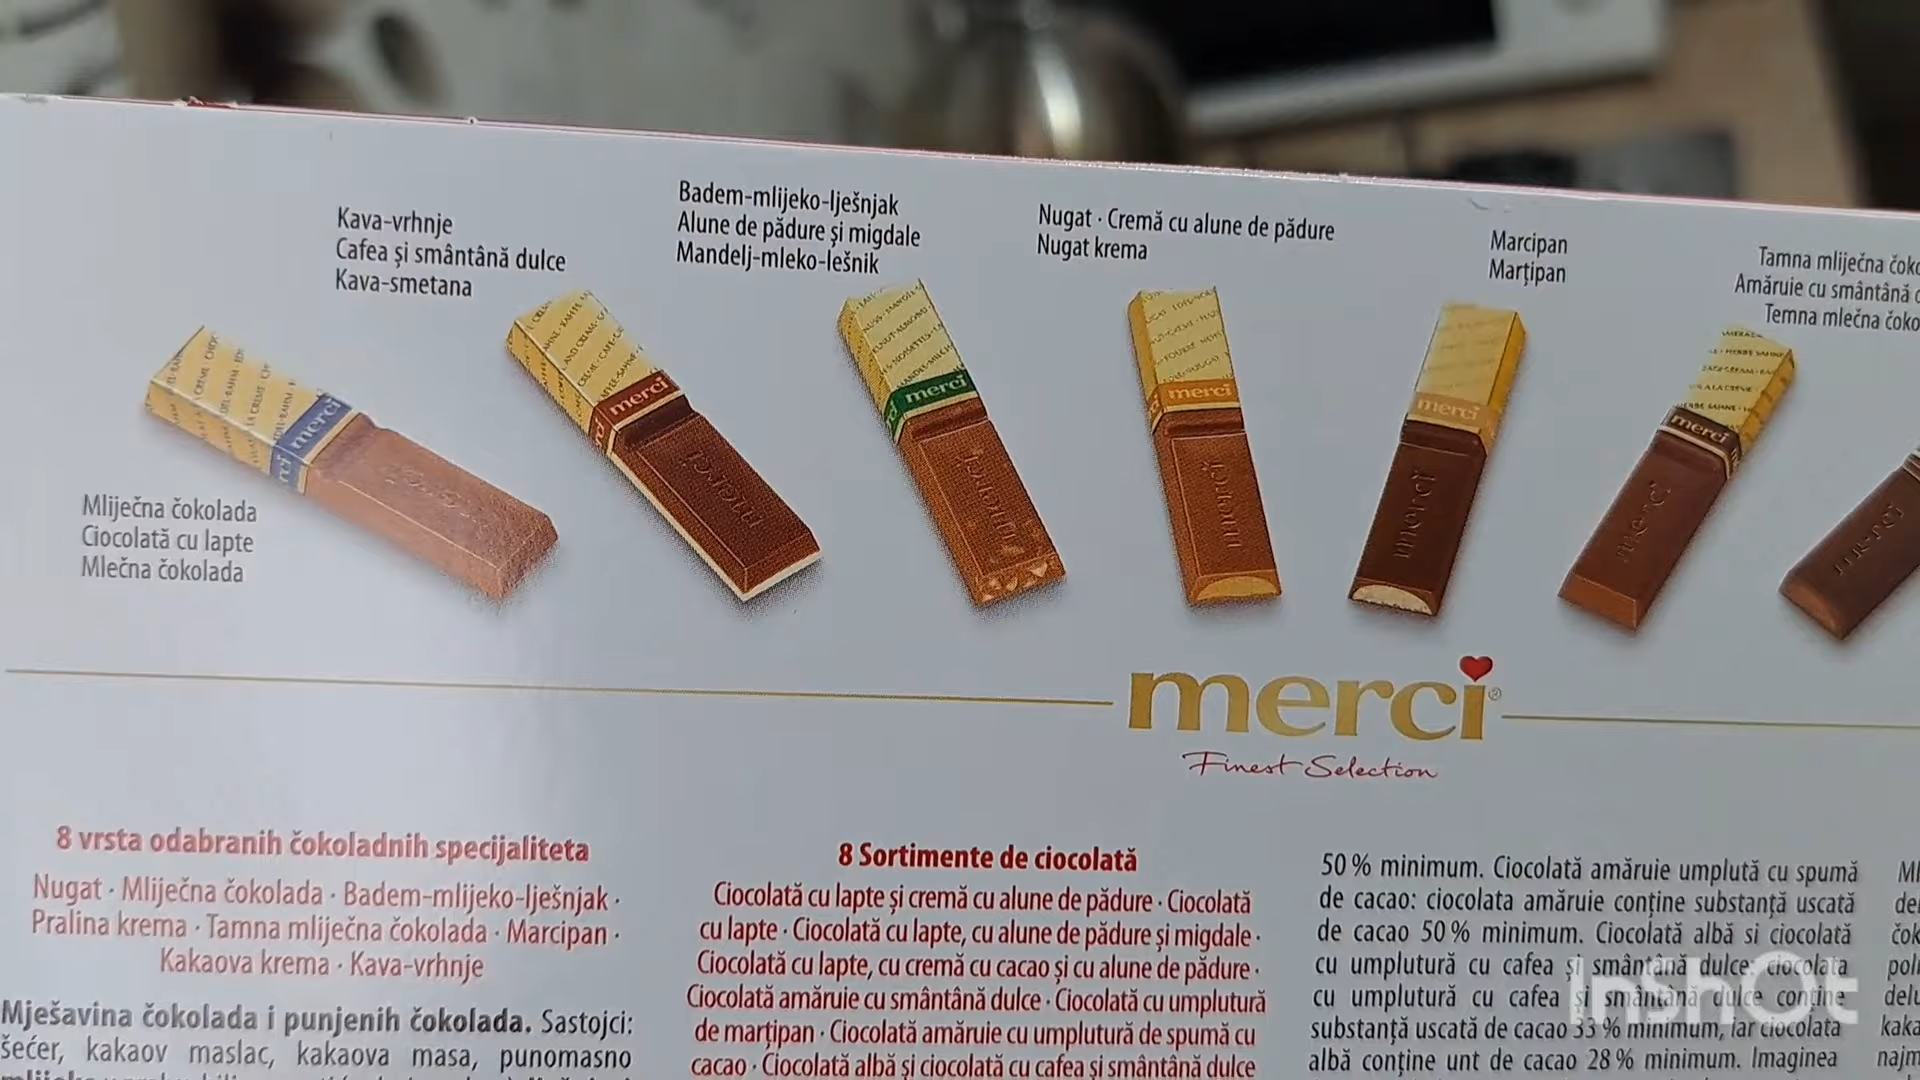 Kava-vrhnje
Cafea și smântână dulce
Kava-smetana
Badem-mlijeko-lješnjak
Alune de pădure și migdale
Mandelj-mleko-lešnik
Nugat · Cremă cu alune de pădure
Nugat krema
Marcipan
Marțipan
Tamna mliječna
Amăruie cu smântână
Temna mlečna
Mliječna čokolada
Ciocolată cu lapte
Mlečna čokolada
merci
merci
merci
merci
merci
merci
merci
Finest Selection
8 vrsta odabranih čokoladnih specijaliteta
Nugat · Mliječna čokolada · Badem-mlijeko-lješnjak ·
Pralina krema · Tamna mliječna čokolada · Marcipan ·
Kakaova krema · Kava-vrhnje
Mješavina čokolada i punjenih čokolada. Sastojci:
šećer, kakaov maslac, kakaova masa, punomasno
8 Sortimente de ciocolată
Ciocolată cu lapte și cremă cu alune de pădure · Ciocolată
cu lapte · Ciocolată cu lapte, cu alune de pădure și migdale ·
Ciocolată cu lapte, cu cremă cu cacao și cu alune de pădure ·
Ciocolată amăruie cu smântână dulce · Ciocolată cu umplutură
de marțipan · Ciocolată amăruie cu umplutură de spumă cu
cacao · Ciocolată albă și ciocolată cu cafea și smântână dulce
50 % minimum. Ciocolată amăruie umplută cu spumă
de cacao: ciocolata amăruie conține substanță uscată
de cacao 50 % minimum. Ciocolată albă si ciocolată
cu umplutură cu cafea și smântână dulce: ciocolata
cu umplutură cu cafea și smântână dulce conține
substanță uscată de cacao 33 % minimum, iar ciocolata
albă conține unt de cacao 28 % minimum. Imaginea
InShOt